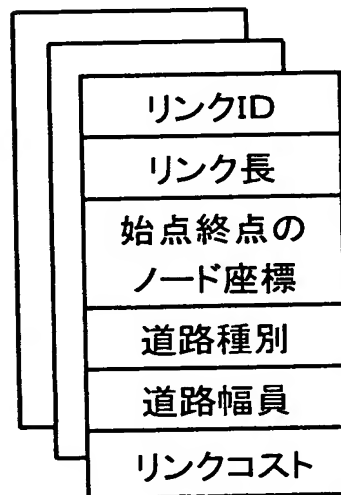 リンクID
リンク長
始点終点の
ノード座標
道路種別
道路幅員
リンクコスト